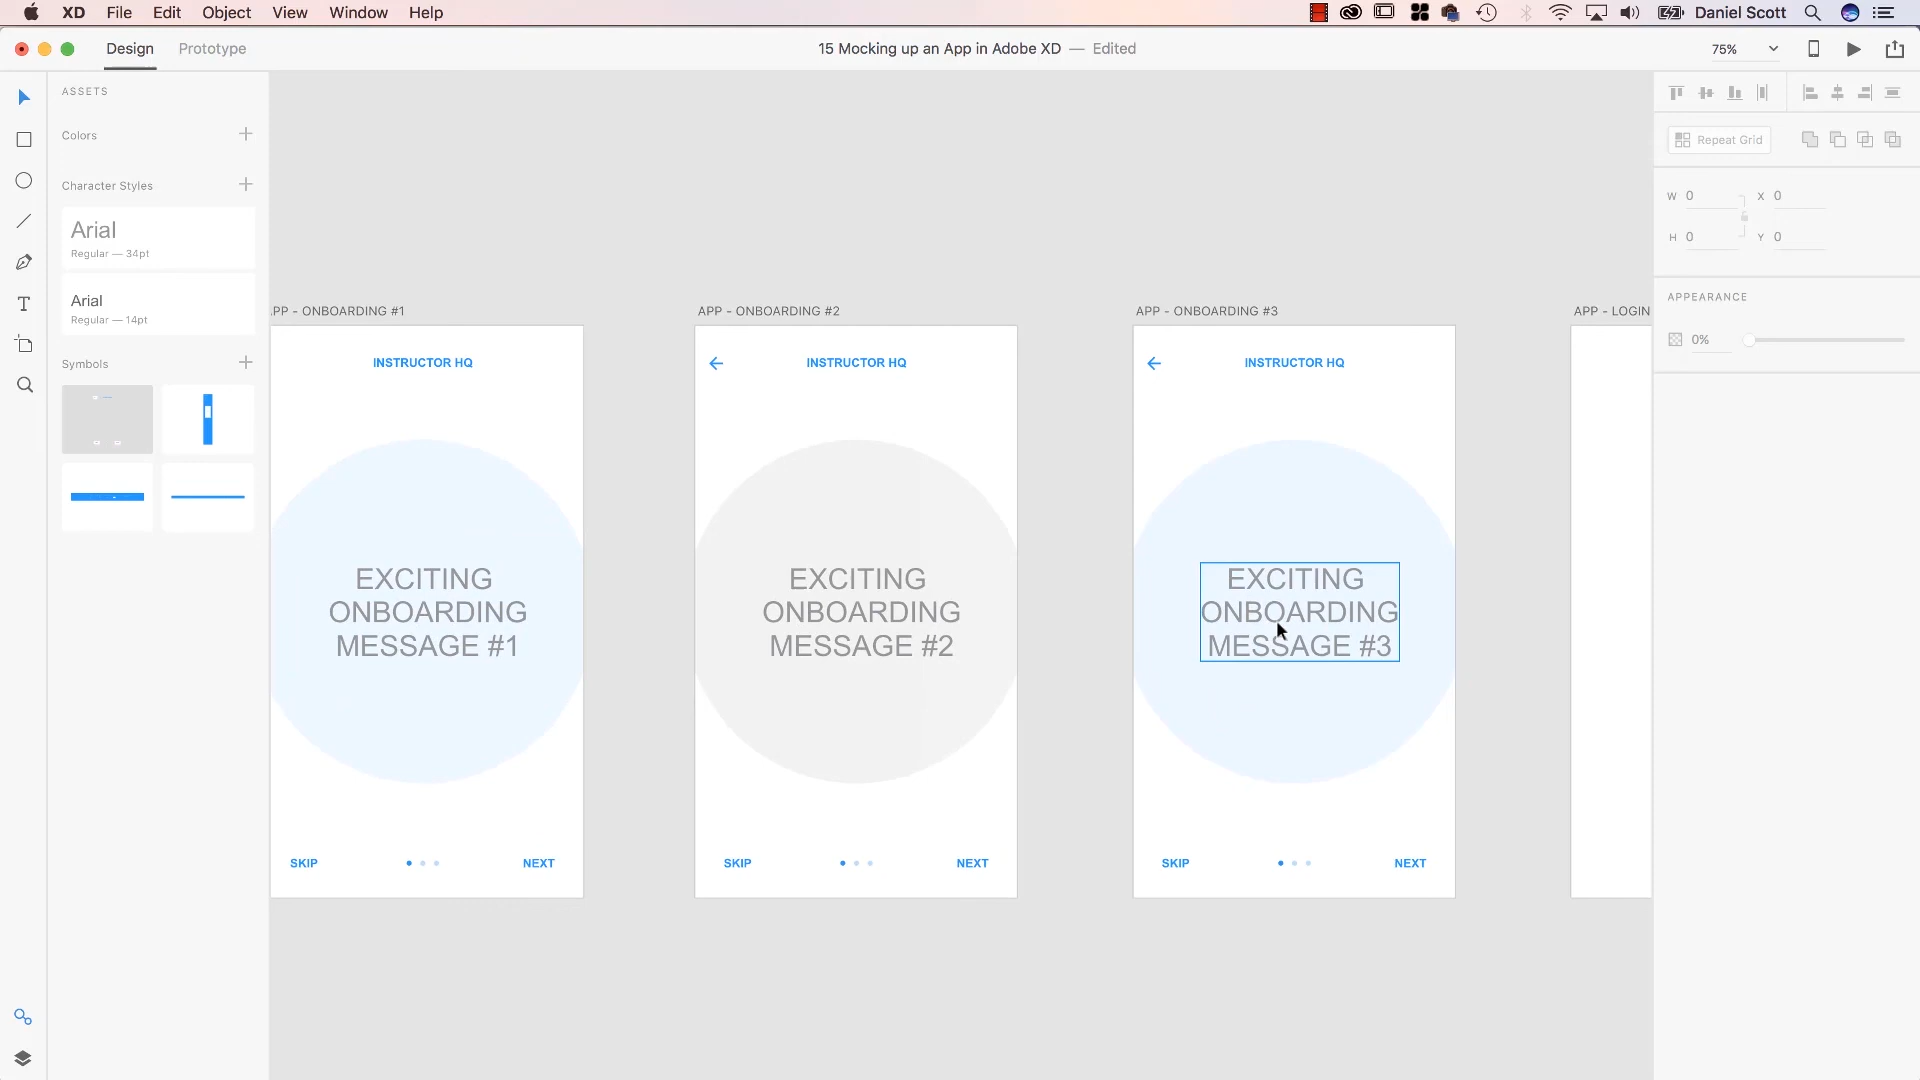 XD File Edit Object View Window Help Daniel Scott
Design Prototype 15 Mocking up an App in Adobe XD — Edited 75%
ASSETS
Colors
Character Styles
Arial
Regular — 34pt
Arial
Regular — 14pt
Symbols
PP - ONBOARDING #1
INSTRUCTOR HQ
EXCITING
ONBOARDING
MESSAGE #1
SKIP NEXT
APP - ONBOARDING #2
INSTRUCTOR HQ
EXCITING
ONBOARDING
MESSAGE #2
SKIP NEXT
APP - ONBOARDING #3
INSTRUCTOR HQ
EXCITING
ONBOARDING
MESSAGE #3
SKIP NEXT
APP - LOGIN
Repeat Grid
W 0 X 0
H 0 Y 0
APPEARANCE
0%